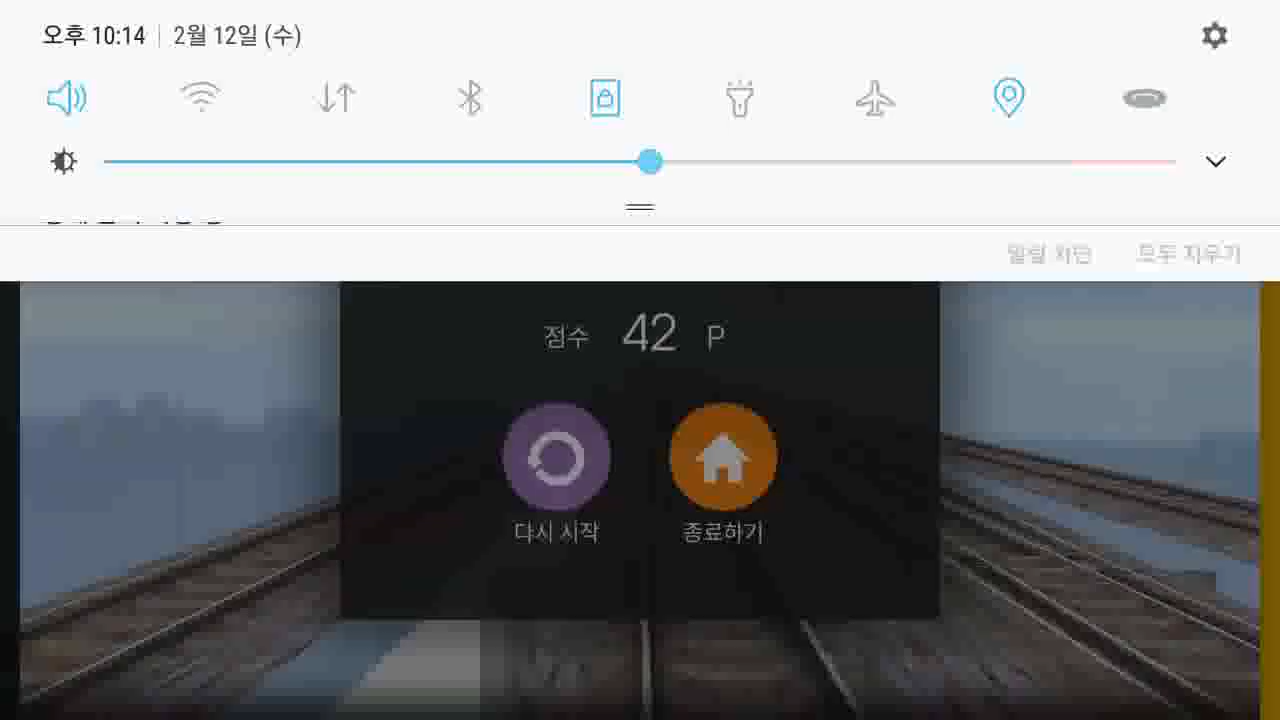 오후 10:14 2월 12일 (수)
알림 차단 모두 지우기
점수 42 P
다시 시작 종료하기